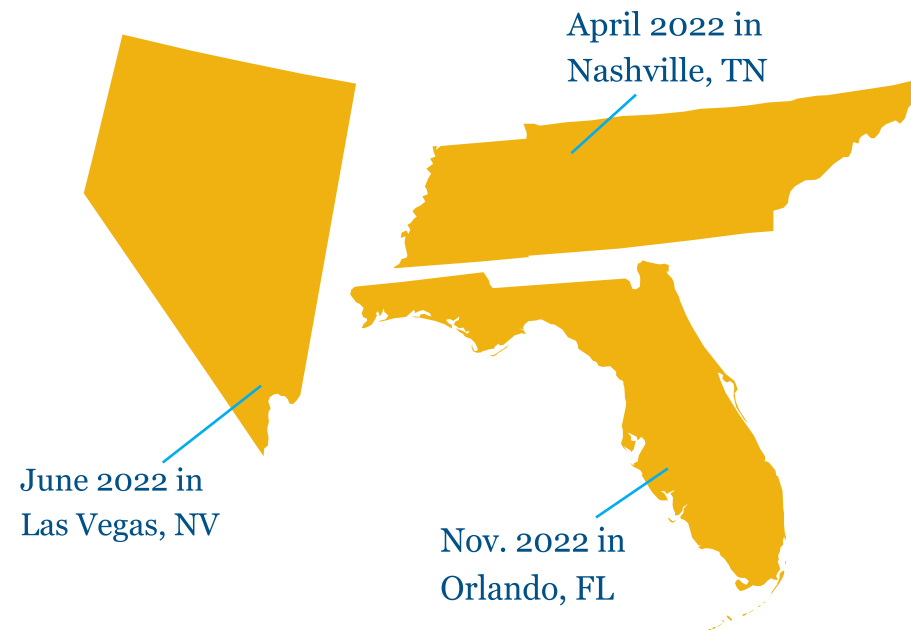 April 2022 in
Nashville, TN
June 2022 in
Las Vegas, NV
Nov. 2022 in
Orlando, FL